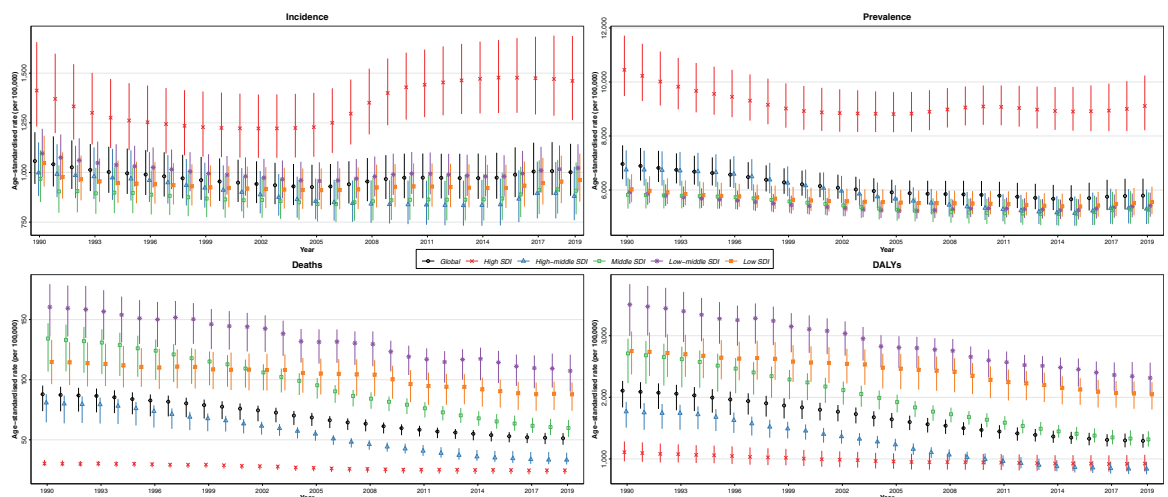 Incidence
Age-standardised rate (per 100,000)
1,500
1,250
1,000
750
1990 1993 1996 1999 2002 2005 2008 2011 2014 2017 2019
Year
Prevalence
Age-standardised rate (per 100,000)
12,000
10,000
8,000
6,000
1990 1993 1996 1999 2002 2005 2008 2011 2014 2017 2019
Year
Global High SDI High-middle SDI Middle SDI Low-middle SDI Low SDI
Deaths
Age-standardised rate (per 100,000)
150
100
50
1990 1993 1996 1999 2002 2005 2008 2011 2014 2017 2019
Year
DALYs
Age-standardised rate (per 100,000)
3,000
2,000
1,000
1990 1993 1996 1999 2002 2005 2008 2011 2014 2017 2019
Year